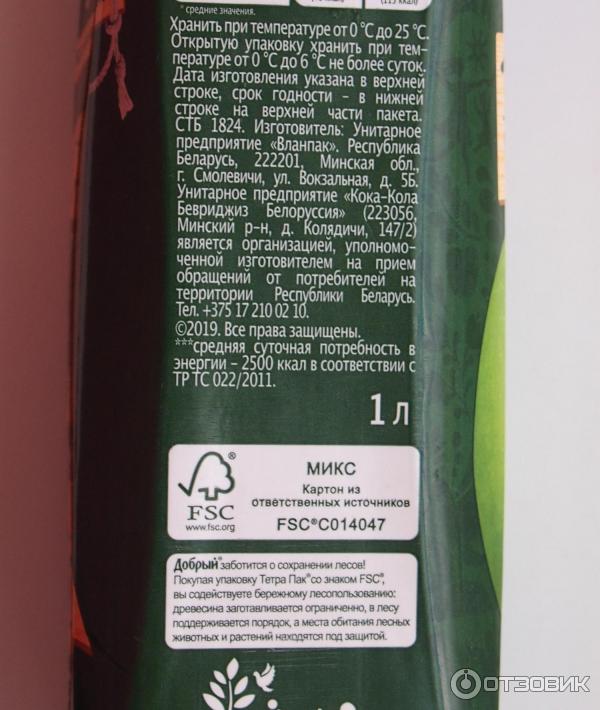 * средние значения.
(115 ккал)
Хранить при температуре от 0 °C до 25 °C.
Открытую упаковку хранить при тем-
пературе от 0 °C до 6 °C не более суток.
Дата изготовления указана в верхней
строке, срок годности – в нижней
строке на верхней части пакета.
СТБ 1824. Изготовитель: Унитарное
предприятие «Вланпак». Республика
Беларусь, 222201, Минская обл.,
г. Смолевичи, ул. Вокзальная, д. 5Б.
Унитарное предприятие «Кока-Кола
Бевриджиз Белоруссия» (223056,
Минский р-н, д. Колядичи, 147/2)
является организацией, уполномо-
ченной изготовителем на прием
обращений от потребителей на
территории Республики Беларусь.
Тел. +375 17 210 02 10.
©2019. Все права защищены.
***средняя суточная потребность в
энергии – 2500 ккал в соответствии с
ТР ТС 022/2011.
1 л
FSC
www.fsc.org
МИКС
Картон из
ответственных источников
FSC®C014047
Добрый® заботится о сохранении лесов!
Покупая упаковку Тетра Пак® со знаком FSC®,
вы содействуете бережному лесопользованию:
древесина заготавливается ограниченно, в лесу
поддерживается порядок, а места обитания лесных
животных и растений находятся под защитой.
ОТЗОВИК